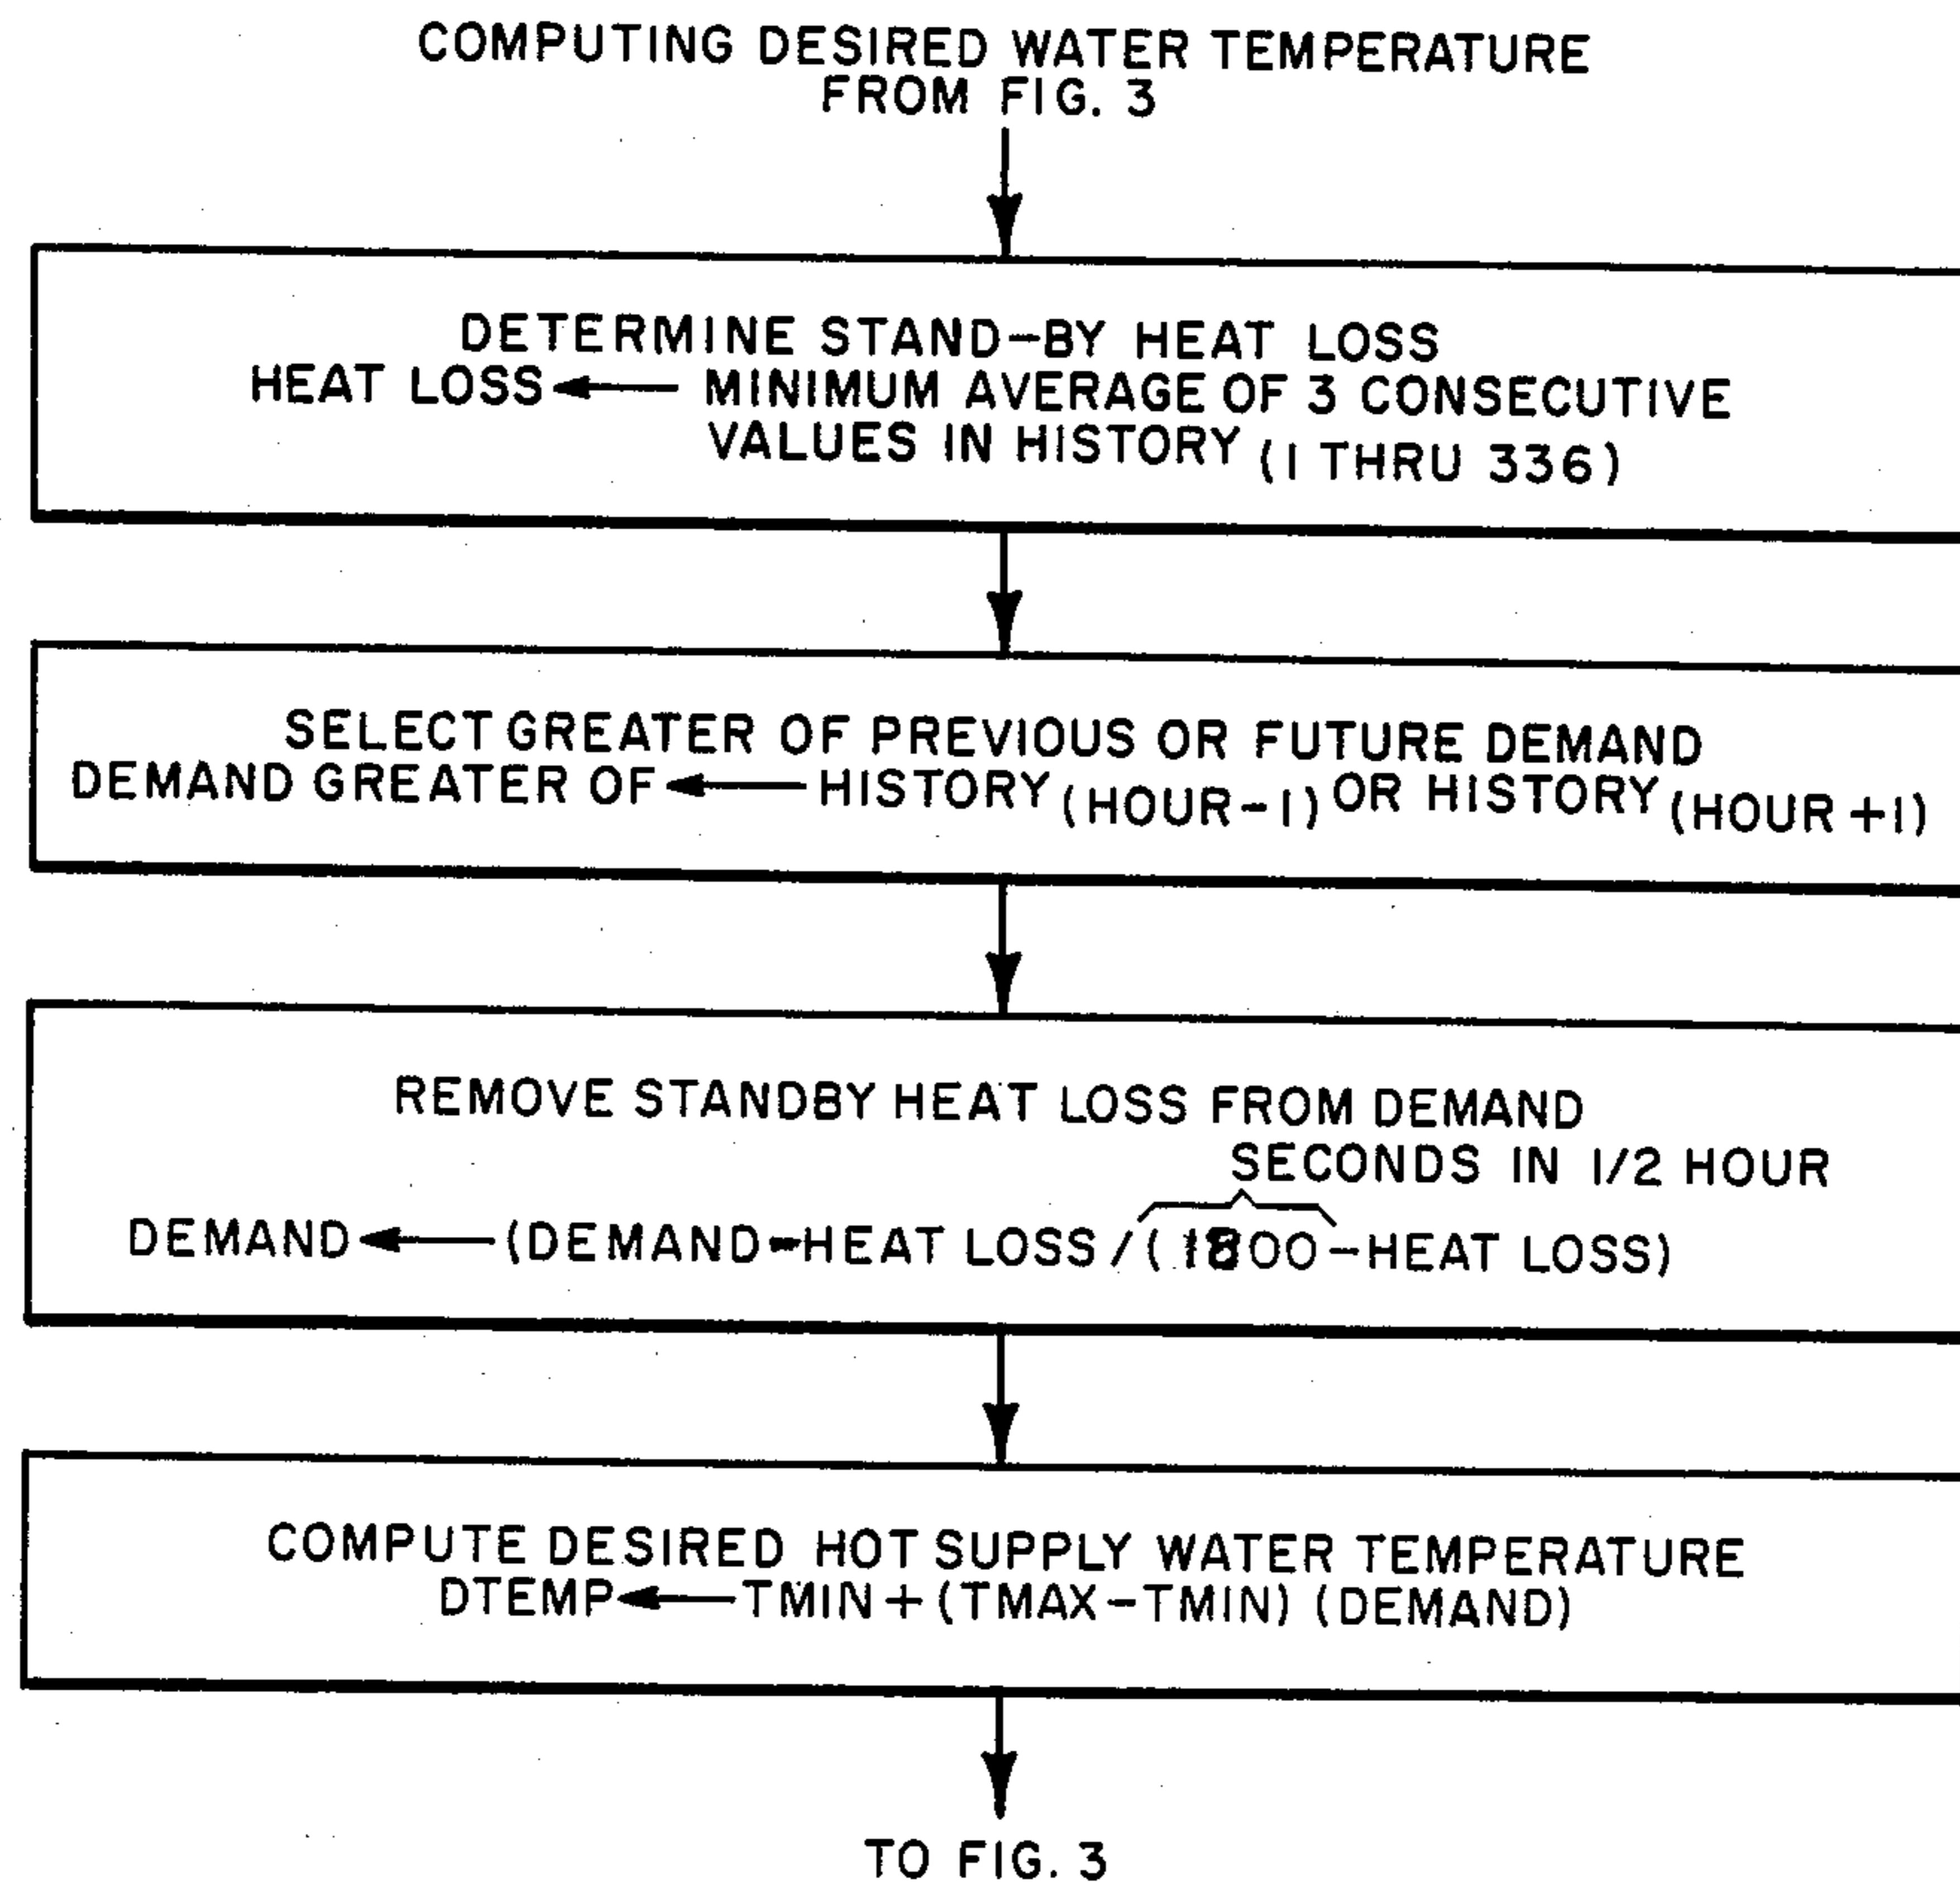 COMPUTING DESIRED WATER TEMPERATURE
FROM FIG. 3
DETERMINE STAND-BY HEAT LOSS
HEAT LOSS ← MINIMUM AVERAGE OF 3 CONSECUTIVE
VALUES IN HISTORY (1 THRU 336)
SELECT GREATER OF PREVIOUS OR FUTURE DEMAND
DEMAND GREATER OF ← HISTORY (HOUR-1) OR HISTORY (HOUR+1)
REMOVE STANDBY HEAT LOSS FROM DEMAND
SECONDS IN 1/2 HOUR
DEMAND ← (DEMAND-HEAT LOSS/(1800-HEAT LOSS)
COMPUTE DESIRED HOT SUPPLY WATER TEMPERATURE
DTEMP ← TMIN+(TMAX-TMIN) (DEMAND)
TO FIG. 3